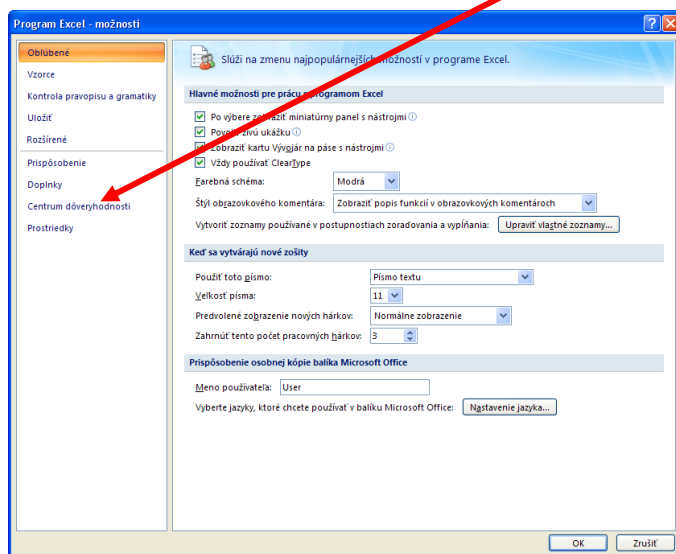 Program Excel - možnosti
Obľúbené
Vzorce
Kontrola pravopisu a gramatiky
Uložiť
Rozšírené
Prispôsobenie
Doplnky
Centrum dôveryhodnosti
Prostriedky
Slúži na zmenu najpopulárnejších možností v programe Excel.
Hlavné možnosti pre prácu s programom Excel
Po výbere zobraziť miniatúrny panel s nástrojmi
Povoliť živú ukážku
Zobraziť kartu Vývojár na páse s nástrojmi
Vždy používať ClearType
Farebná schéma: Modrá
Štýl obrazovkového komentára: Zobraziť popis funkcií v obrazovkových komentároch
Vytvoriť zoznamy používané v postupnostiach zoraďovania a vypĺňania: Upraviť vlastné zoznamy...
Keď sa vytvárajú nové zošity
Použiť toto písmo: Písmo textu
Veľkosť písma: 11
Predvolené zobrazenie nových hárkov: Normálne zobrazenie
Zahrnúť tento počet pracovných hárkov: 3
Prispôsobenie osobnej kópie balíka Microsoft Office
Meno používateľa: User
Vyberte jazyky, ktoré chcete používať v balíku Microsoft Office: Nastavenie jazyka...
OK Zrušiť